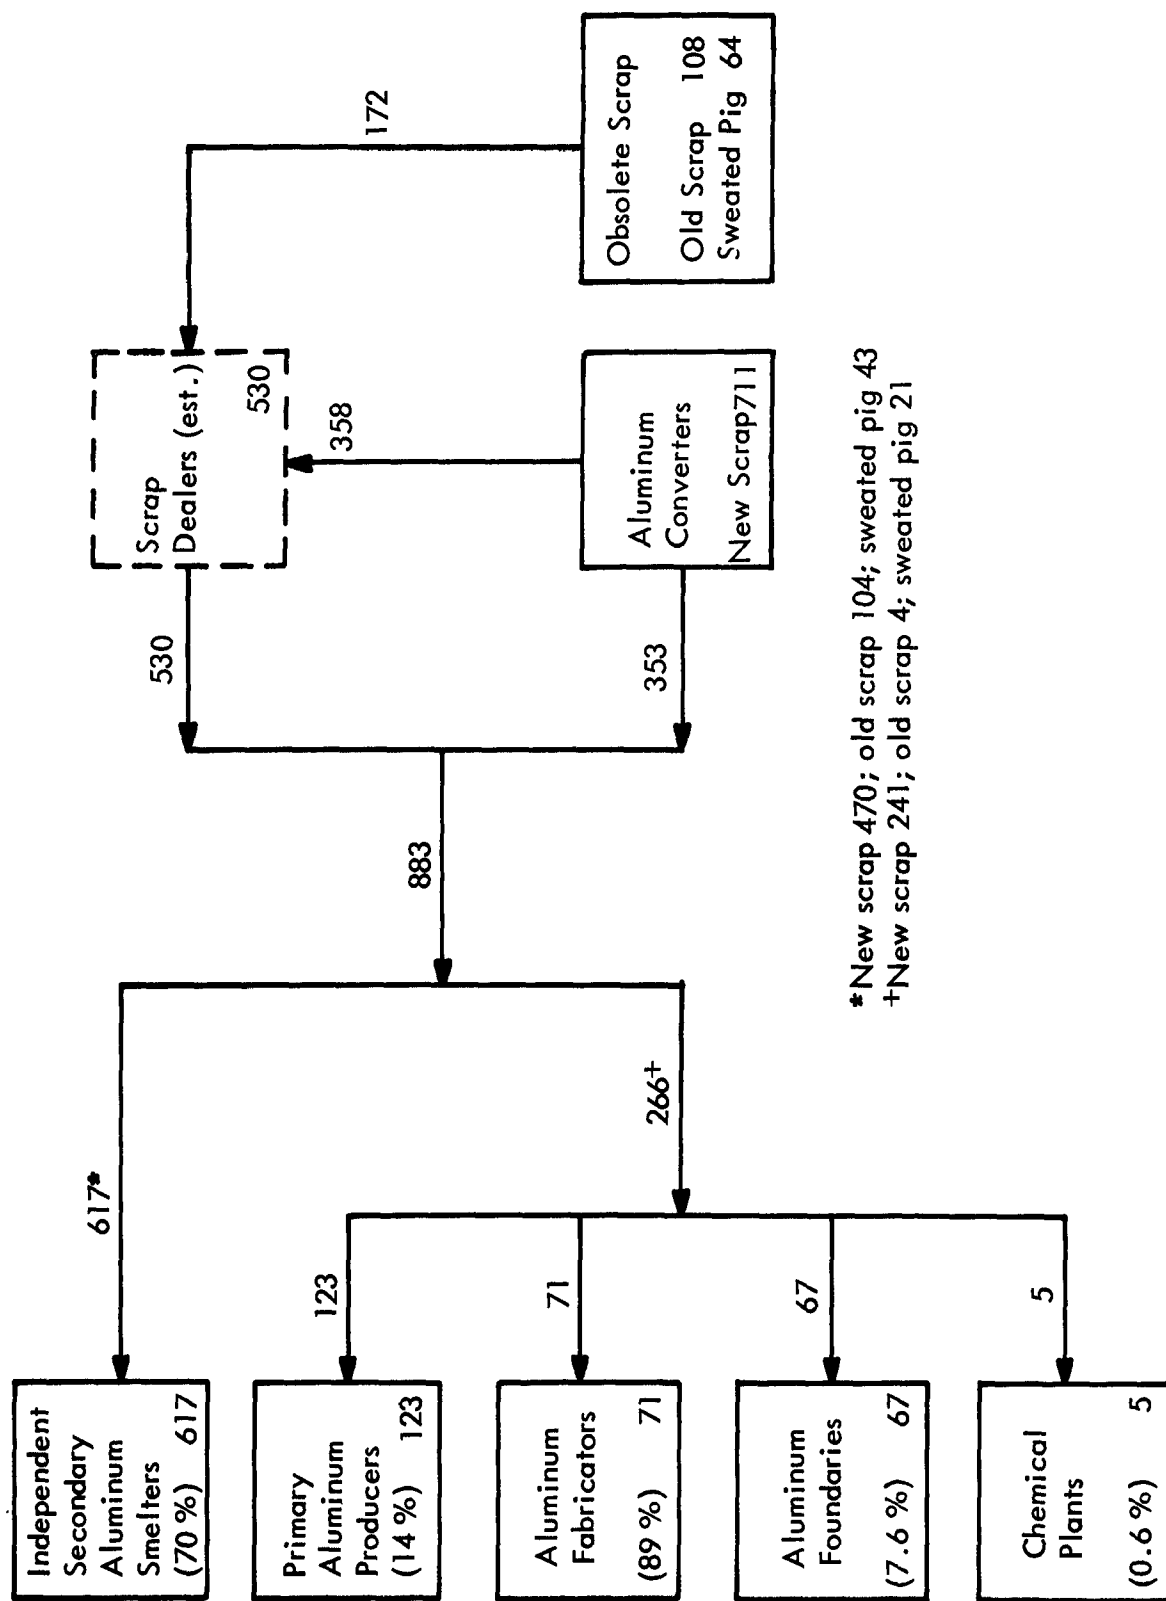 Obsolete Scrap
Old Scrap 108
Sweated Pig 64
172
Scrap
Dealers (est.)
530
358
Aluminum
Converters
New Scrap711
530
353
883
617*
266+
123
71
67
5
Independent
Secondary
Aluminum
Smelters
(70 %) 617
Primary
Aluminum
Producers
(14 %) 123
Aluminum
Fabricators
(89 %) 71
Aluminum
Foundaries
(7.6 %) 67
Chemical
Plants
(0.6 %) 5
*New scrap 470; old scrap 104; sweated pig 43
+New scrap 241; old scrap 4; sweated pig 21